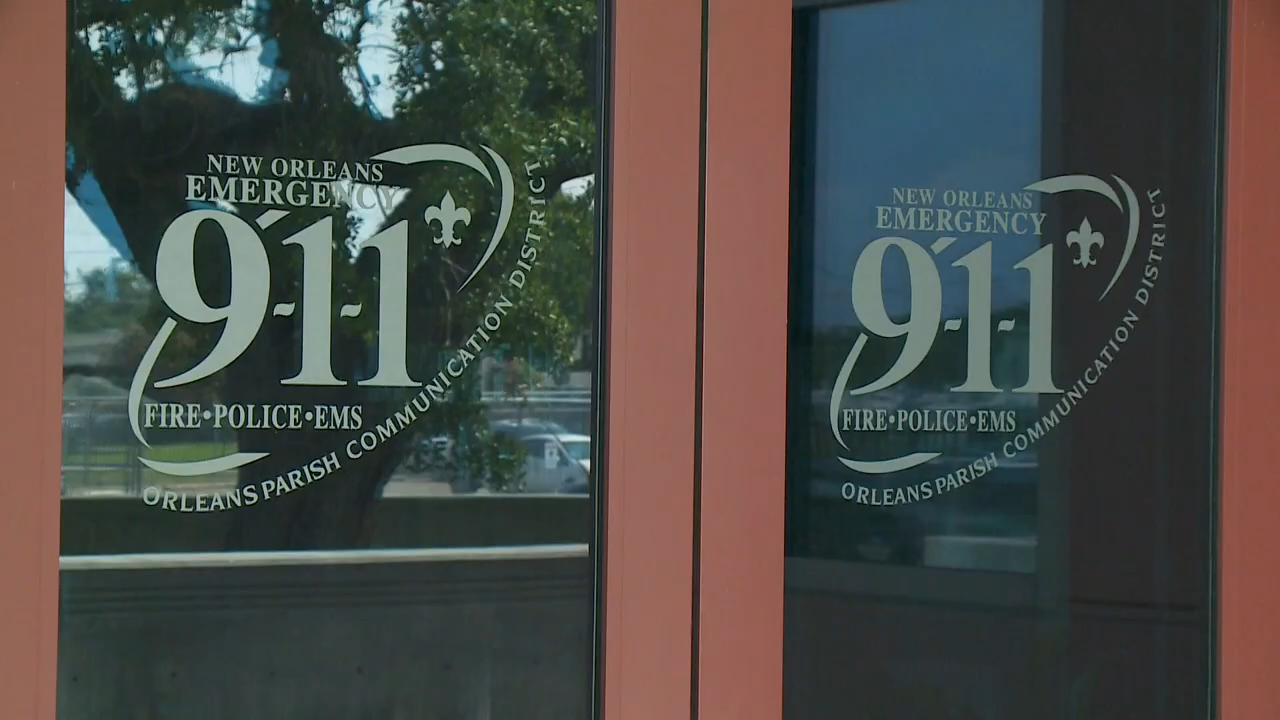 NEW ORLEANS
EMERGENCY
9-1-1
FIRE•POLICE•EMS
ORLEANS PARISH COMMUNICATION DISTRICT
NEW ORLEANS
EMERGENCY
9-1-1
FIRE•POLICE•EMS
ORLEANS PARISH COMMUNICATION DISTRICT